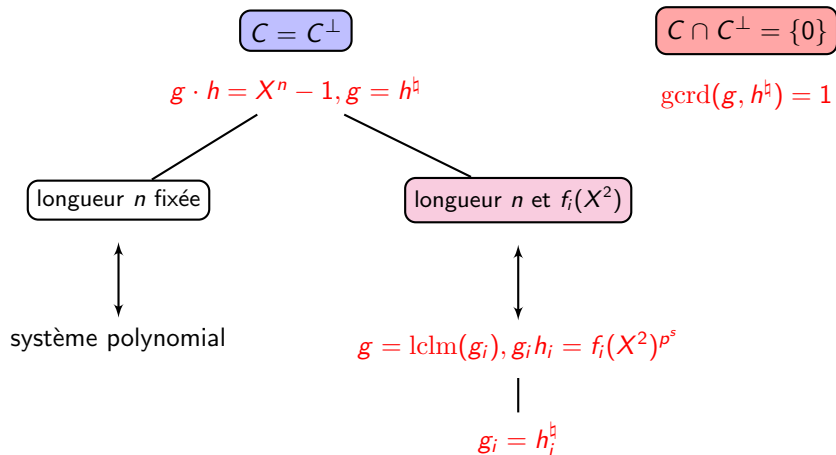 C = C^⊥
C ∩ C^⊥ = {0}
g · h = X^n − 1, g = h^♮
gcrd(g, h^♮) = 1
longueur n fixée
longueur n et f_i(X^2)
système polynomial
g = lclm(g_i), g_i h_i = f_i(X^2)^{p^s}
g_i = h_i^♮